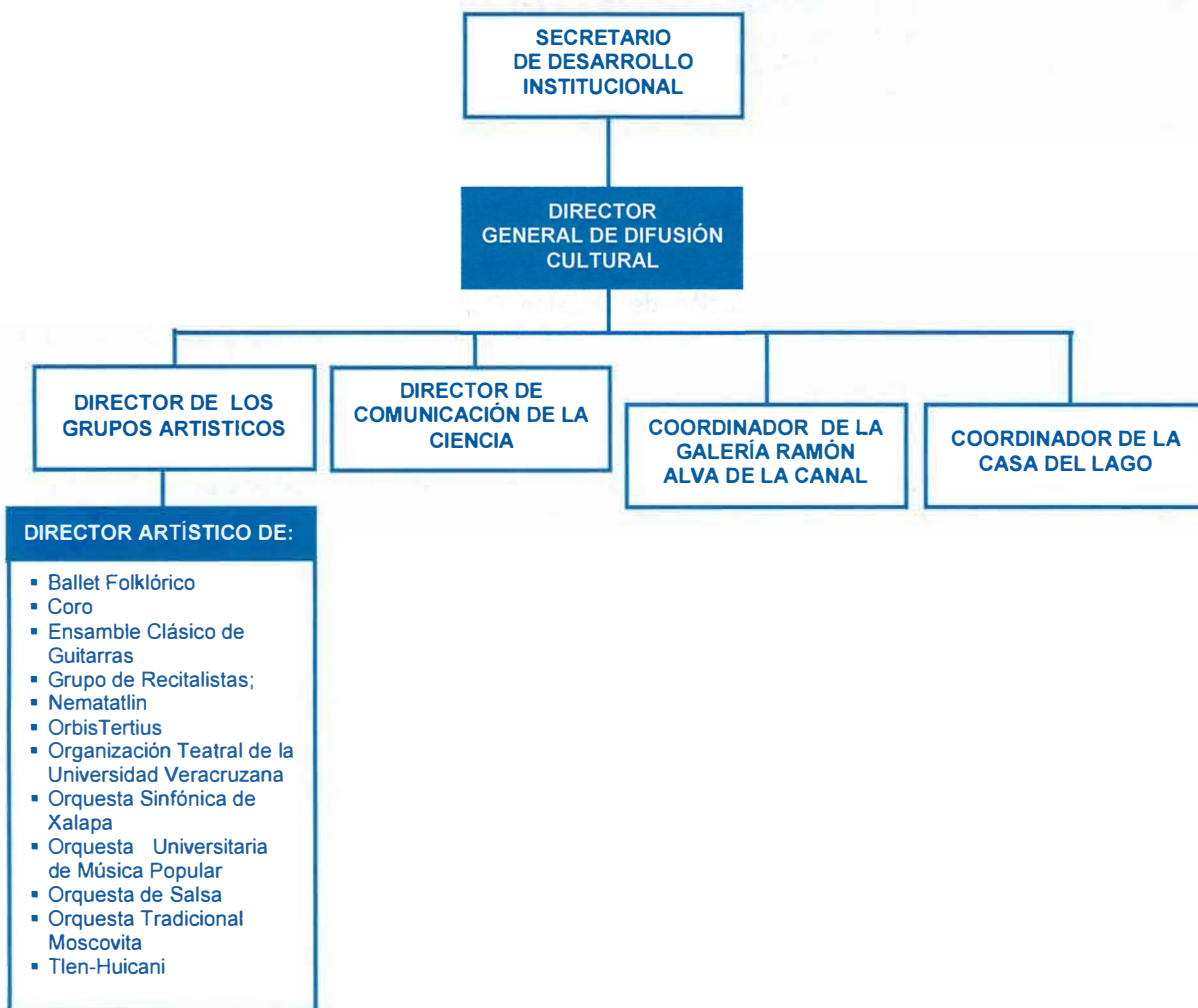 SECRETARIO
DE DESARROLLO
INSTITUCIONAL
DIRECTOR
GENERAL DE DIFUSIÓN
CULTURAL
DIRECTOR DE LOS
GRUPOS ARTISTICOS
DIRECTOR DE
COMUNICACIÓN DE LA
CIENCIA
COORDINADOR DE LA
GALERÍA RAMÓN
ALVA DE LA CANAL
COORDINADOR DE LA
CASA DEL LAGO
DIRECTOR ARTÍSTICO DE:
▪ Ballet Folklórico
▪ Coro
▪ Ensamble Clásico de
Guitarras
▪ Grupo de Recitalistas;
▪ Nematatlin
▪ OrbisTertius
▪ Organización Teatral de la
Universidad Veracruzana
▪ Orquesta Sinfónica de
Xalapa
▪ Orquesta Universitaria
de Música Popular
▪ Orquesta de Salsa
▪ Orquesta Tradicional
Moscovita
▪ Tlen-Huicani